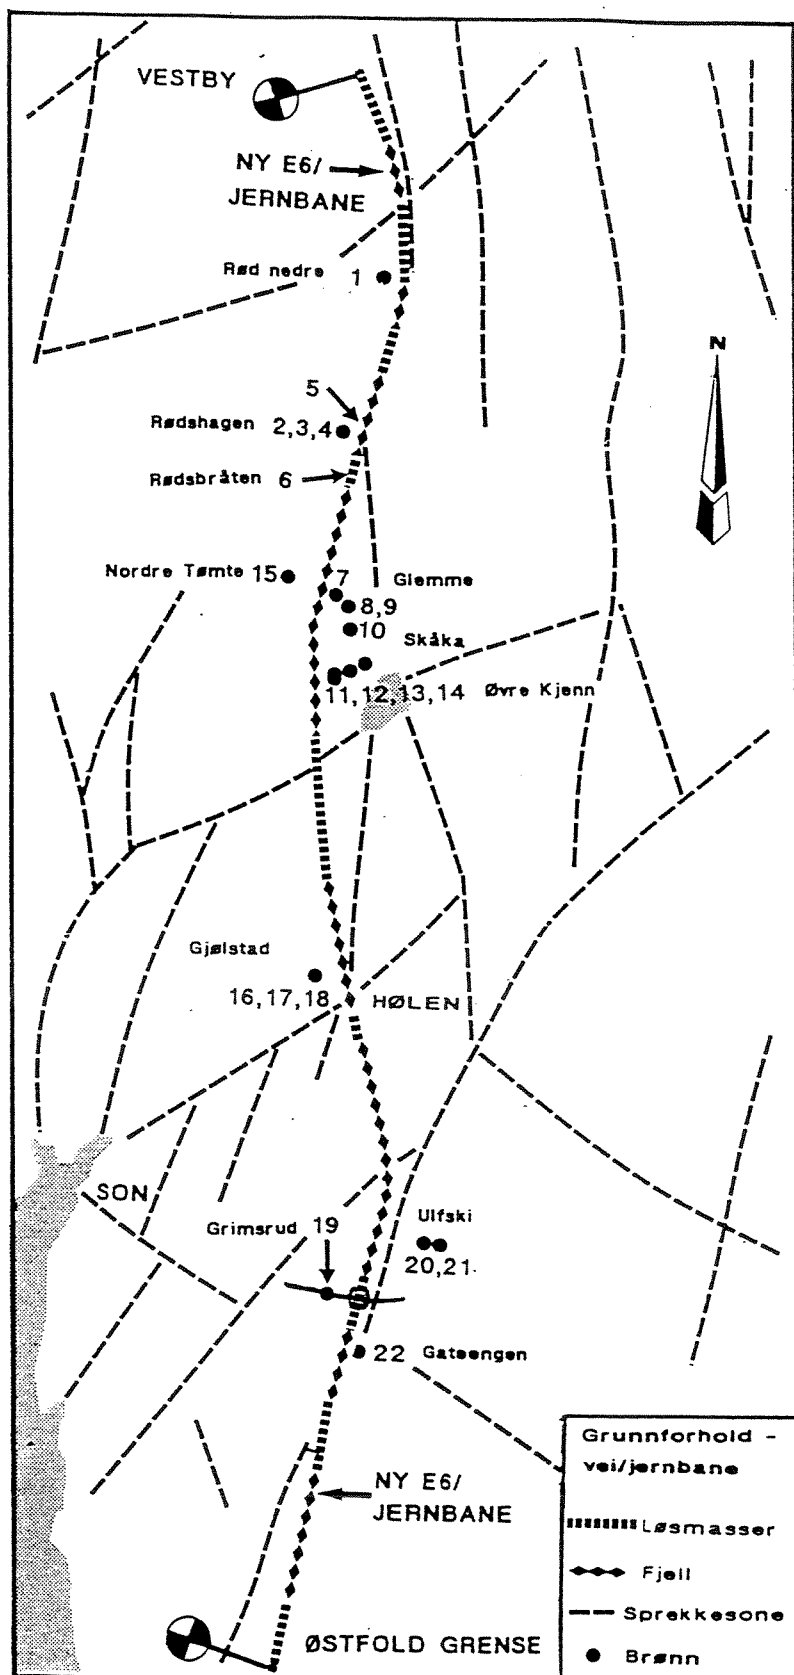 VESTBY
NY E6/
JERNBANE
Rød nedre 1
N
5
Rødshagen 2,3,4
Rødsbråten 6
Nordre Tømte 15
7 Glemme
8,9
10
Skåka
11,12,13,14 Øvre Kjenn
Gjølstad
16,17,18
HØLEN
SON
Grimsrud 19
Ulfski
20,21
22 Gateengen
Grunnforhold -
vei/jernbane
Løsmasser
Fjell
Sprekkesone
Brønn
NY E6/
JERNBANE
ØSTFOLD GRENSE